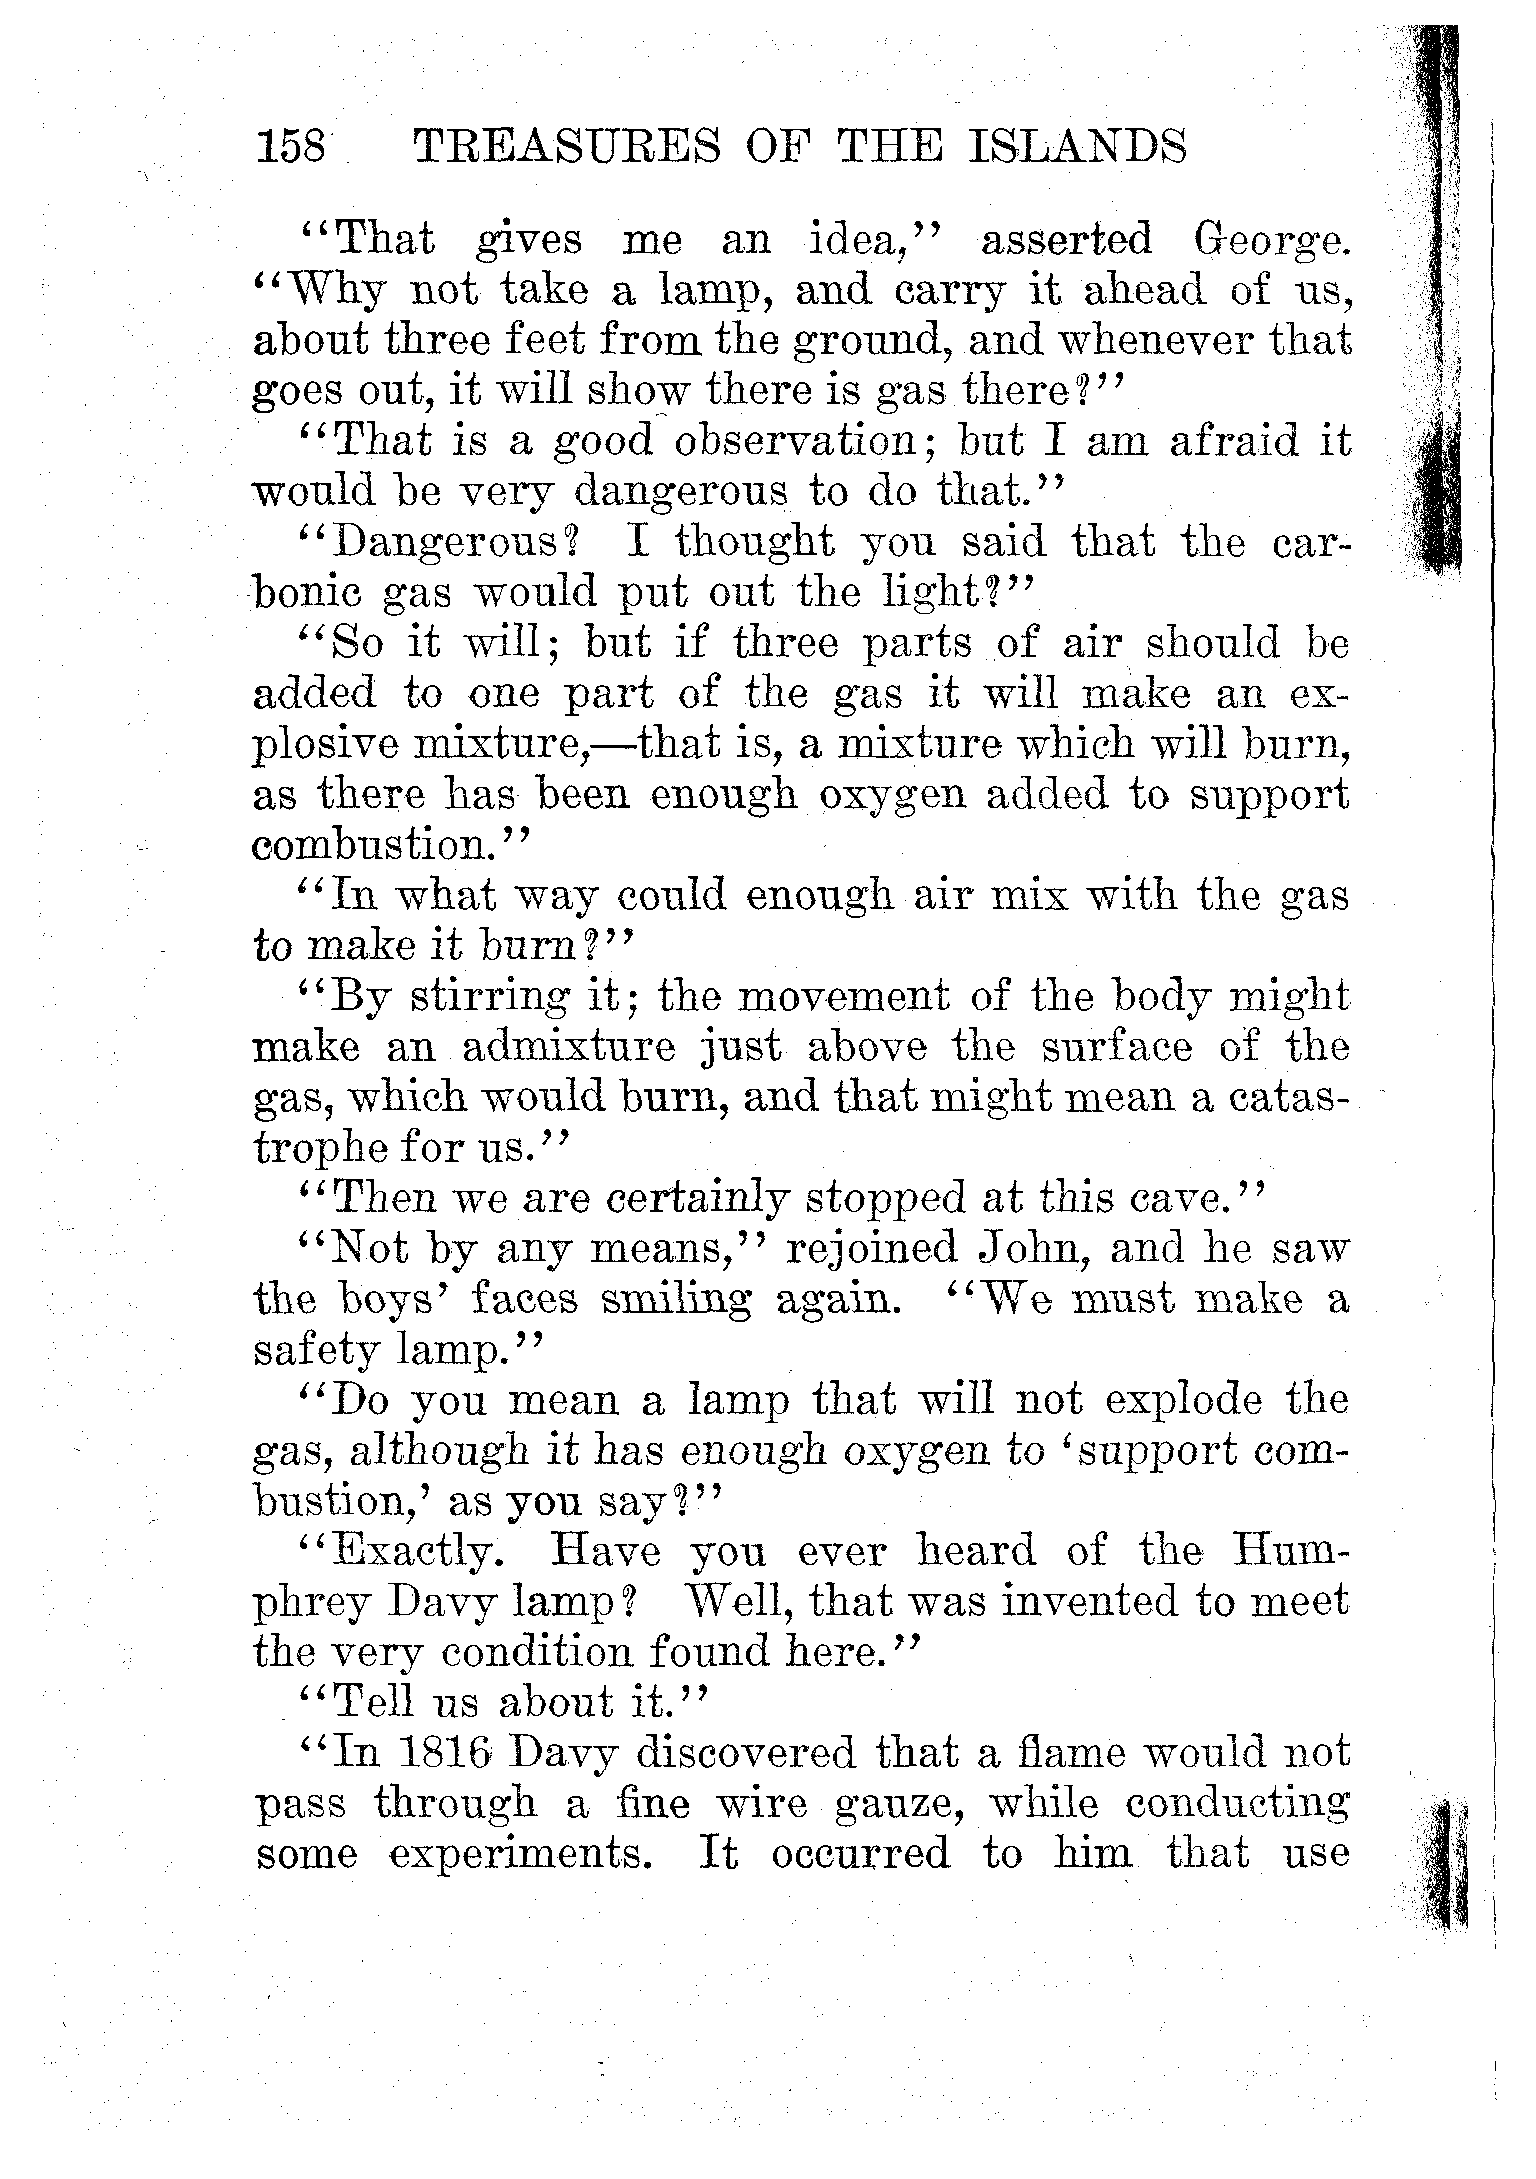 158 TREASURES OF THE ISLANDS
"That gives me an idea," asserted George.
"Why not take a lamp, and carry it ahead of us,
about three feet from the ground, and whenever that
goes out, it will show there is gas there?"
"That is a good observation; but I am afraid it
would be very dangerous to do that."
"Dangerous? I thought you said that the car-
bonic gas would put out the light?"
"So it will; but if three parts of air should be
added to one part of the gas it will make an ex-
plosive mixture,—that is, a mixture which will burn,
as there has been enough oxygen added to support
combustion."
"In what way could enough air mix with the gas
to make it burn?"
"By stirring it; the movement of the body might
make an admixture just above the surface of the
gas, which would burn, and that might mean a catas-
trophe for us."
"Then we are certainly stopped at this cave."
"Not by any means," rejoined John, and he saw
the boys' faces smiling again. "We must make a
safety lamp."
"Do you mean a lamp that will not explode the
gas, although it has enough oxygen to 'support com-
bustion,' as you say?"
"Exactly. Have you ever heard of the Hum-
phrey Davy lamp? Well, that was invented to meet
the very condition found here."
"Tell us about it."
"In 1816 Davy discovered that a flame would not
pass through a fine wire gauze, while conducting
some experiments. It occurred to him that use